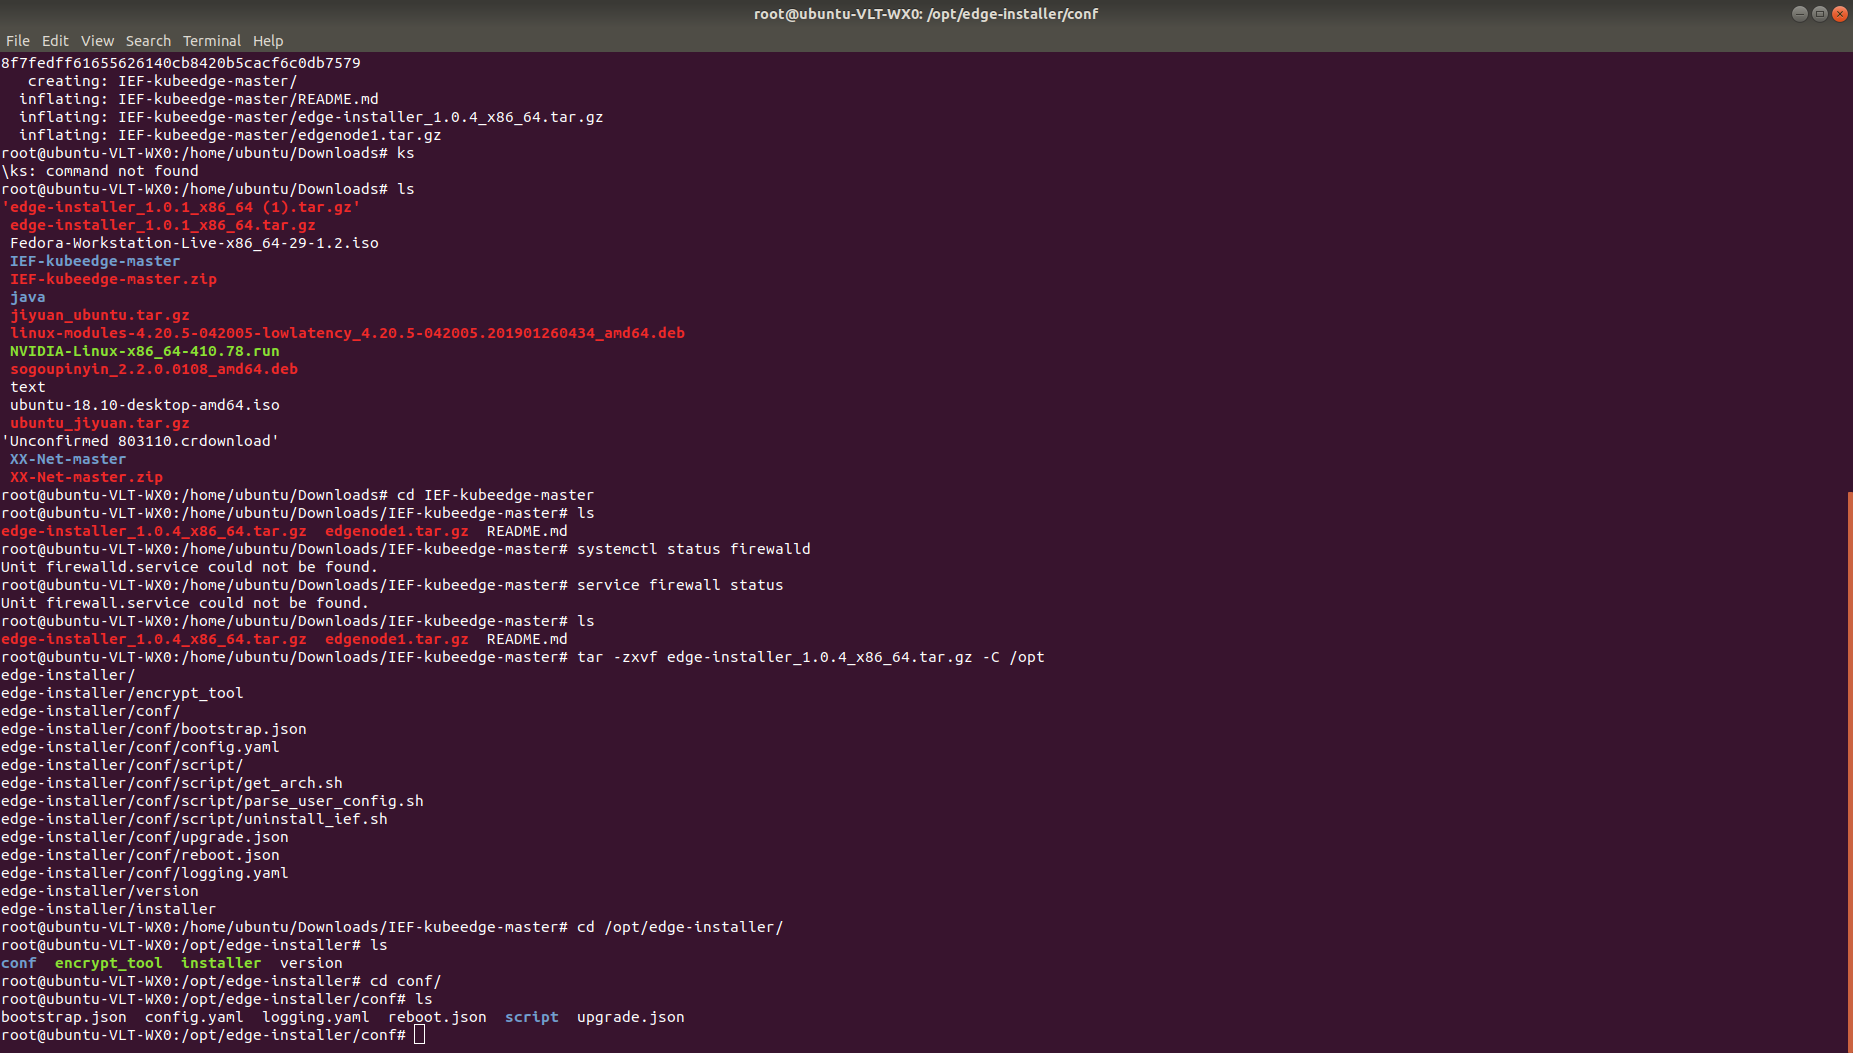 root@ubuntu-VLT-WX0: /opt/edge-installer/conf
File Edit View Search Terminal Help
8f7fedff61655626140cb8420b5cacf6c0db7579
   creating: IEF-kubeedge-master/
  inflating: IEF-kubeedge-master/README.md
  inflating: IEF-kubeedge-master/edge-installer_1.0.4_x86_64.tar.gz
  inflating: IEF-kubeedge-master/edgenode1.tar.gz
root@ubuntu-VLT-WX0:/home/ubuntu/Downloads# ks
\ks: command not found
root@ubuntu-VLT-WX0:/home/ubuntu/Downloads# ls
'edge-installer_1.0.1_x86_64 (1).tar.gz'
 edge-installer_1.0.1_x86_64.tar.gz
 Fedora-Workstation-Live-x86_64-29-1.2.iso
 IEF-kubeedge-master
 IEF-kubeedge-master.zip
 java
 jiyuan_ubuntu.tar.gz
 linux-modules-4.20.5-042005-lowlatency_4.20.5-042005.201901260434_amd64.deb
 NVIDIA-Linux-x86_64-410.78.run
 sogoupinyin_2.2.0.0108_amd64.deb
 text
 ubuntu-18.10-desktop-amd64.iso
 ubuntu_jiyuan.tar.gz
'Unconfirmed 803110.crdownload'
 XX-Net-master
 XX-Net-master.zip
root@ubuntu-VLT-WX0:/home/ubuntu/Downloads# cd IEF-kubeedge-master
root@ubuntu-VLT-WX0:/home/ubuntu/Downloads/IEF-kubeedge-master# ls
edge-installer_1.0.4_x86_64.tar.gz  edgenode1.tar.gz  README.md
root@ubuntu-VLT-WX0:/home/ubuntu/Downloads/IEF-kubeedge-master# systemctl status firewalld
Unit firewalld.service could not be found.
root@ubuntu-VLT-WX0:/home/ubuntu/Downloads/IEF-kubeedge-master# service firewall status
Unit firewall.service could not be found.
root@ubuntu-VLT-WX0:/home/ubuntu/Downloads/IEF-kubeedge-master# ls
edge-installer_1.0.4_x86_64.tar.gz  edgenode1.tar.gz  README.md
root@ubuntu-VLT-WX0:/home/ubuntu/Downloads/IEF-kubeedge-master# tar -zxvf edge-installer_1.0.4_x86_64.tar.gz -C /opt
edge-installer/
edge-installer/encrypt_tool
edge-installer/conf/
edge-installer/conf/bootstrap.json
edge-installer/conf/config.yaml
edge-installer/conf/script/
edge-installer/conf/script/get_arch.sh
edge-installer/conf/script/parse_user_config.sh
edge-installer/conf/script/uninstall_ief.sh
edge-installer/conf/upgrade.json
edge-installer/conf/reboot.json
edge-installer/conf/logging.yaml
edge-installer/version
edge-installer/installer
root@ubuntu-VLT-WX0:/home/ubuntu/Downloads/IEF-kubeedge-master# cd /opt/edge-installer/
root@ubuntu-VLT-WX0:/opt/edge-installer# ls
conf  encrypt_tool  installer  version
root@ubuntu-VLT-WX0:/opt/edge-installer# cd conf/
root@ubuntu-VLT-WX0:/opt/edge-installer/conf# ls
bootstrap.json  config.yaml  logging.yaml  reboot.json  script  upgrade.json
root@ubuntu-VLT-WX0:/opt/edge-installer/conf#